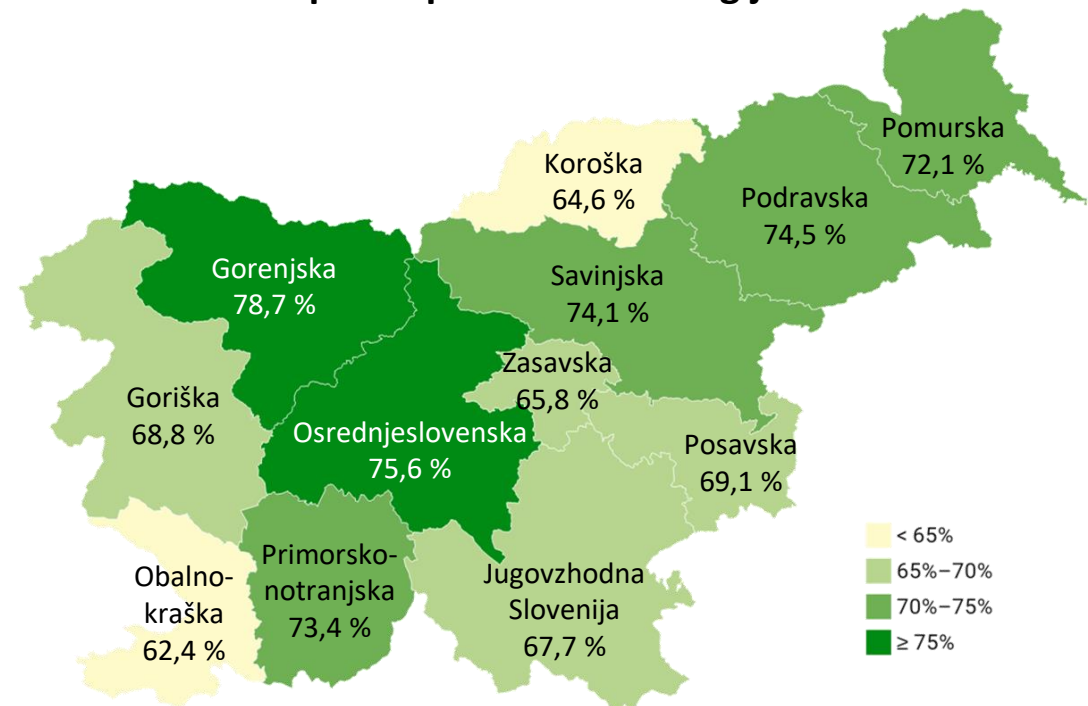 Koroška
64,6 %
Pomurska
72,1 %
Podravska
74,5 %
Gorenjska
78,7 %
Savinjska
74,1 %
Zasavska
65,8 %
Goriška
68,8 %
Osrednjeslovenska
75,6 %
Posavska
69,1 %
Primorsko-
notranjska
73,4 %
Obalno-
kraška
62,4 %
Jugovzhodna
Slovenija
67,7 %
< 65%
65%–70%
70%–75%
≥ 75%